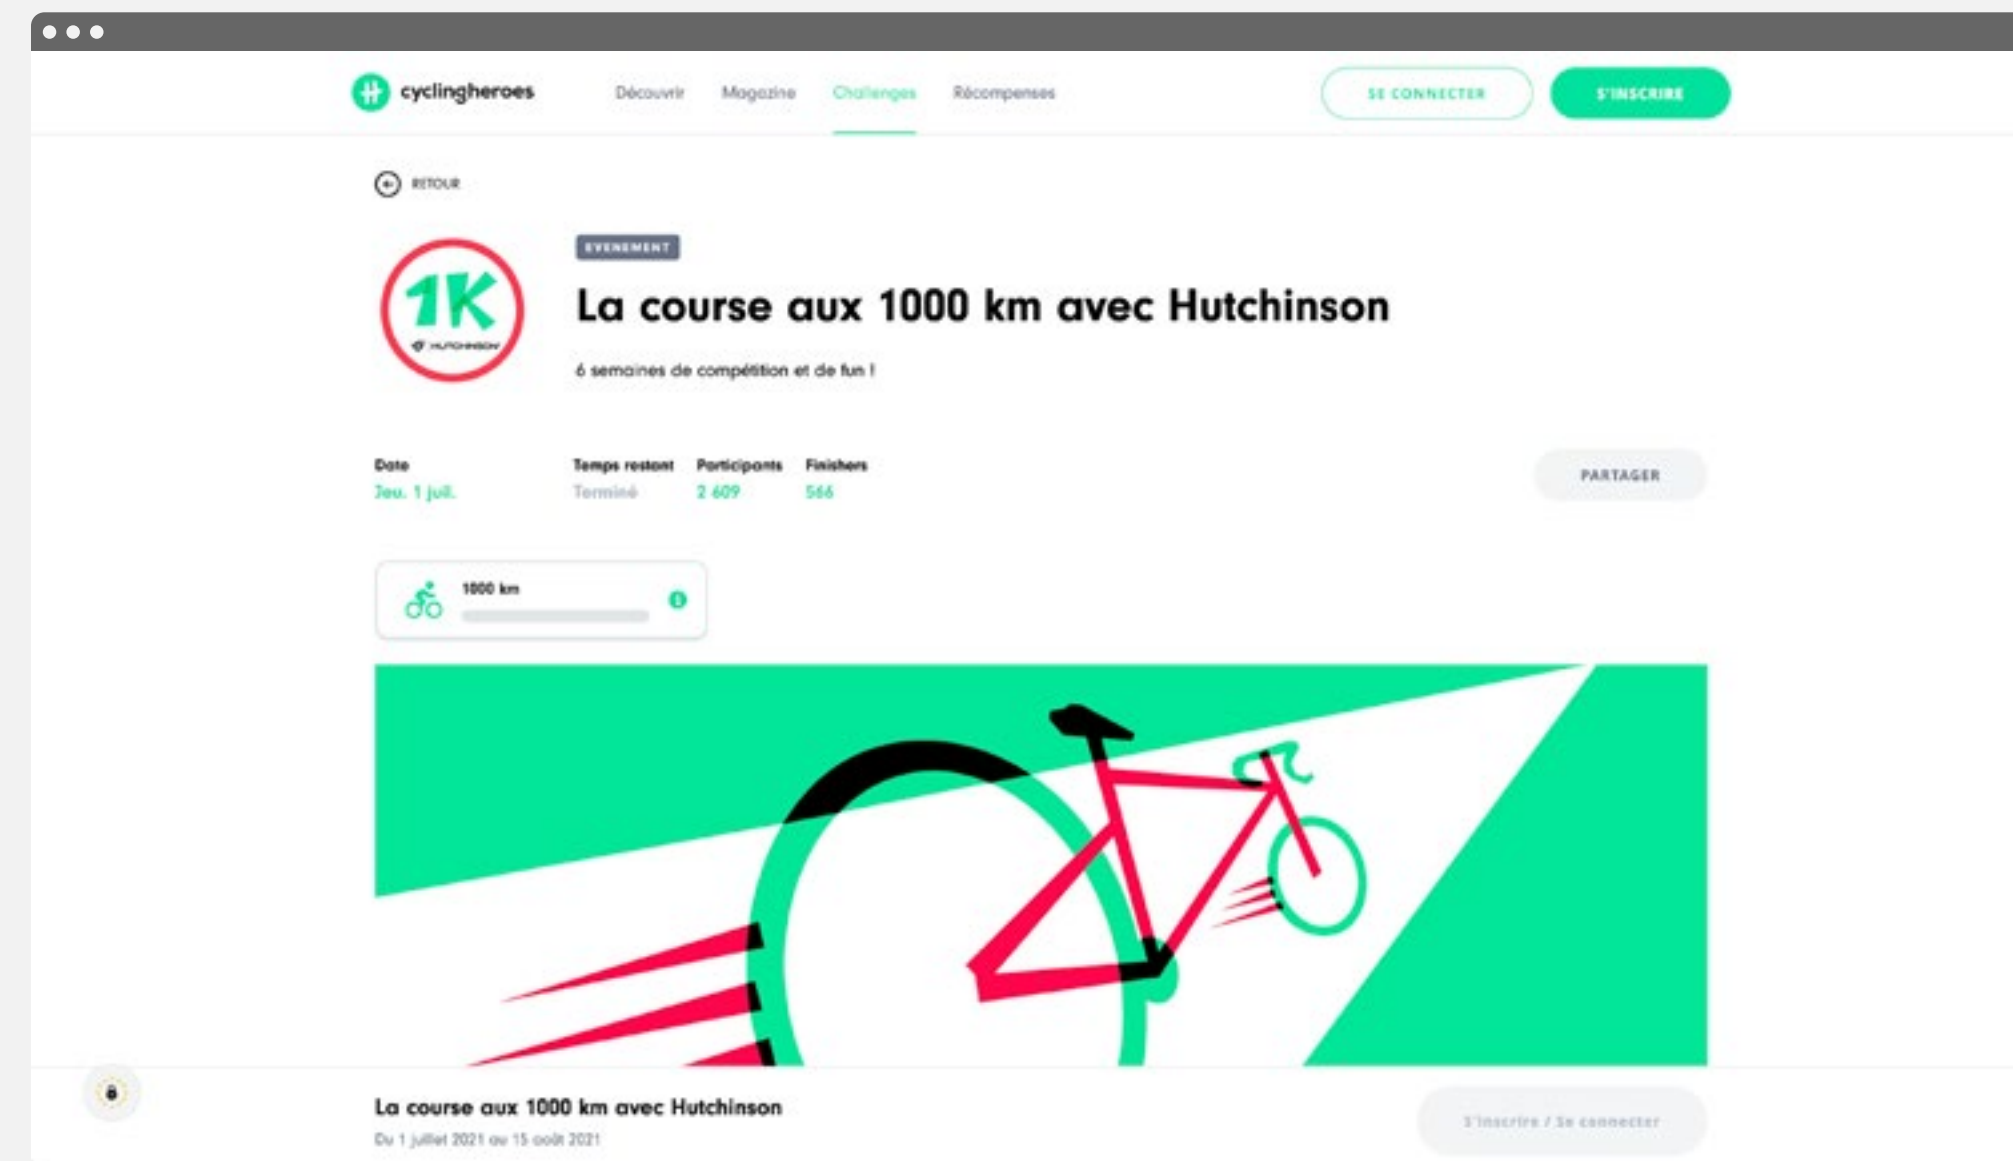 cyclingheroes
Découvrir
Magazine
Challenges
Récompenses
SE CONNECTER
S'INSCRIRE
RETOUR
1K
HUTCHINSON
EVENEMENT
La course aux 1000 km avec Hutchinson
6 semaines de compétition et de fun !
Date
Jeu. 1 juil.
Temps restant
Terminé
Participants
2 609
Finishers
566
PARTAGER
1000 km
La course aux 1000 km avec Hutchinson
Du 1 juillet 2021 au 15 août 2021
S'inscrire / Se connecter